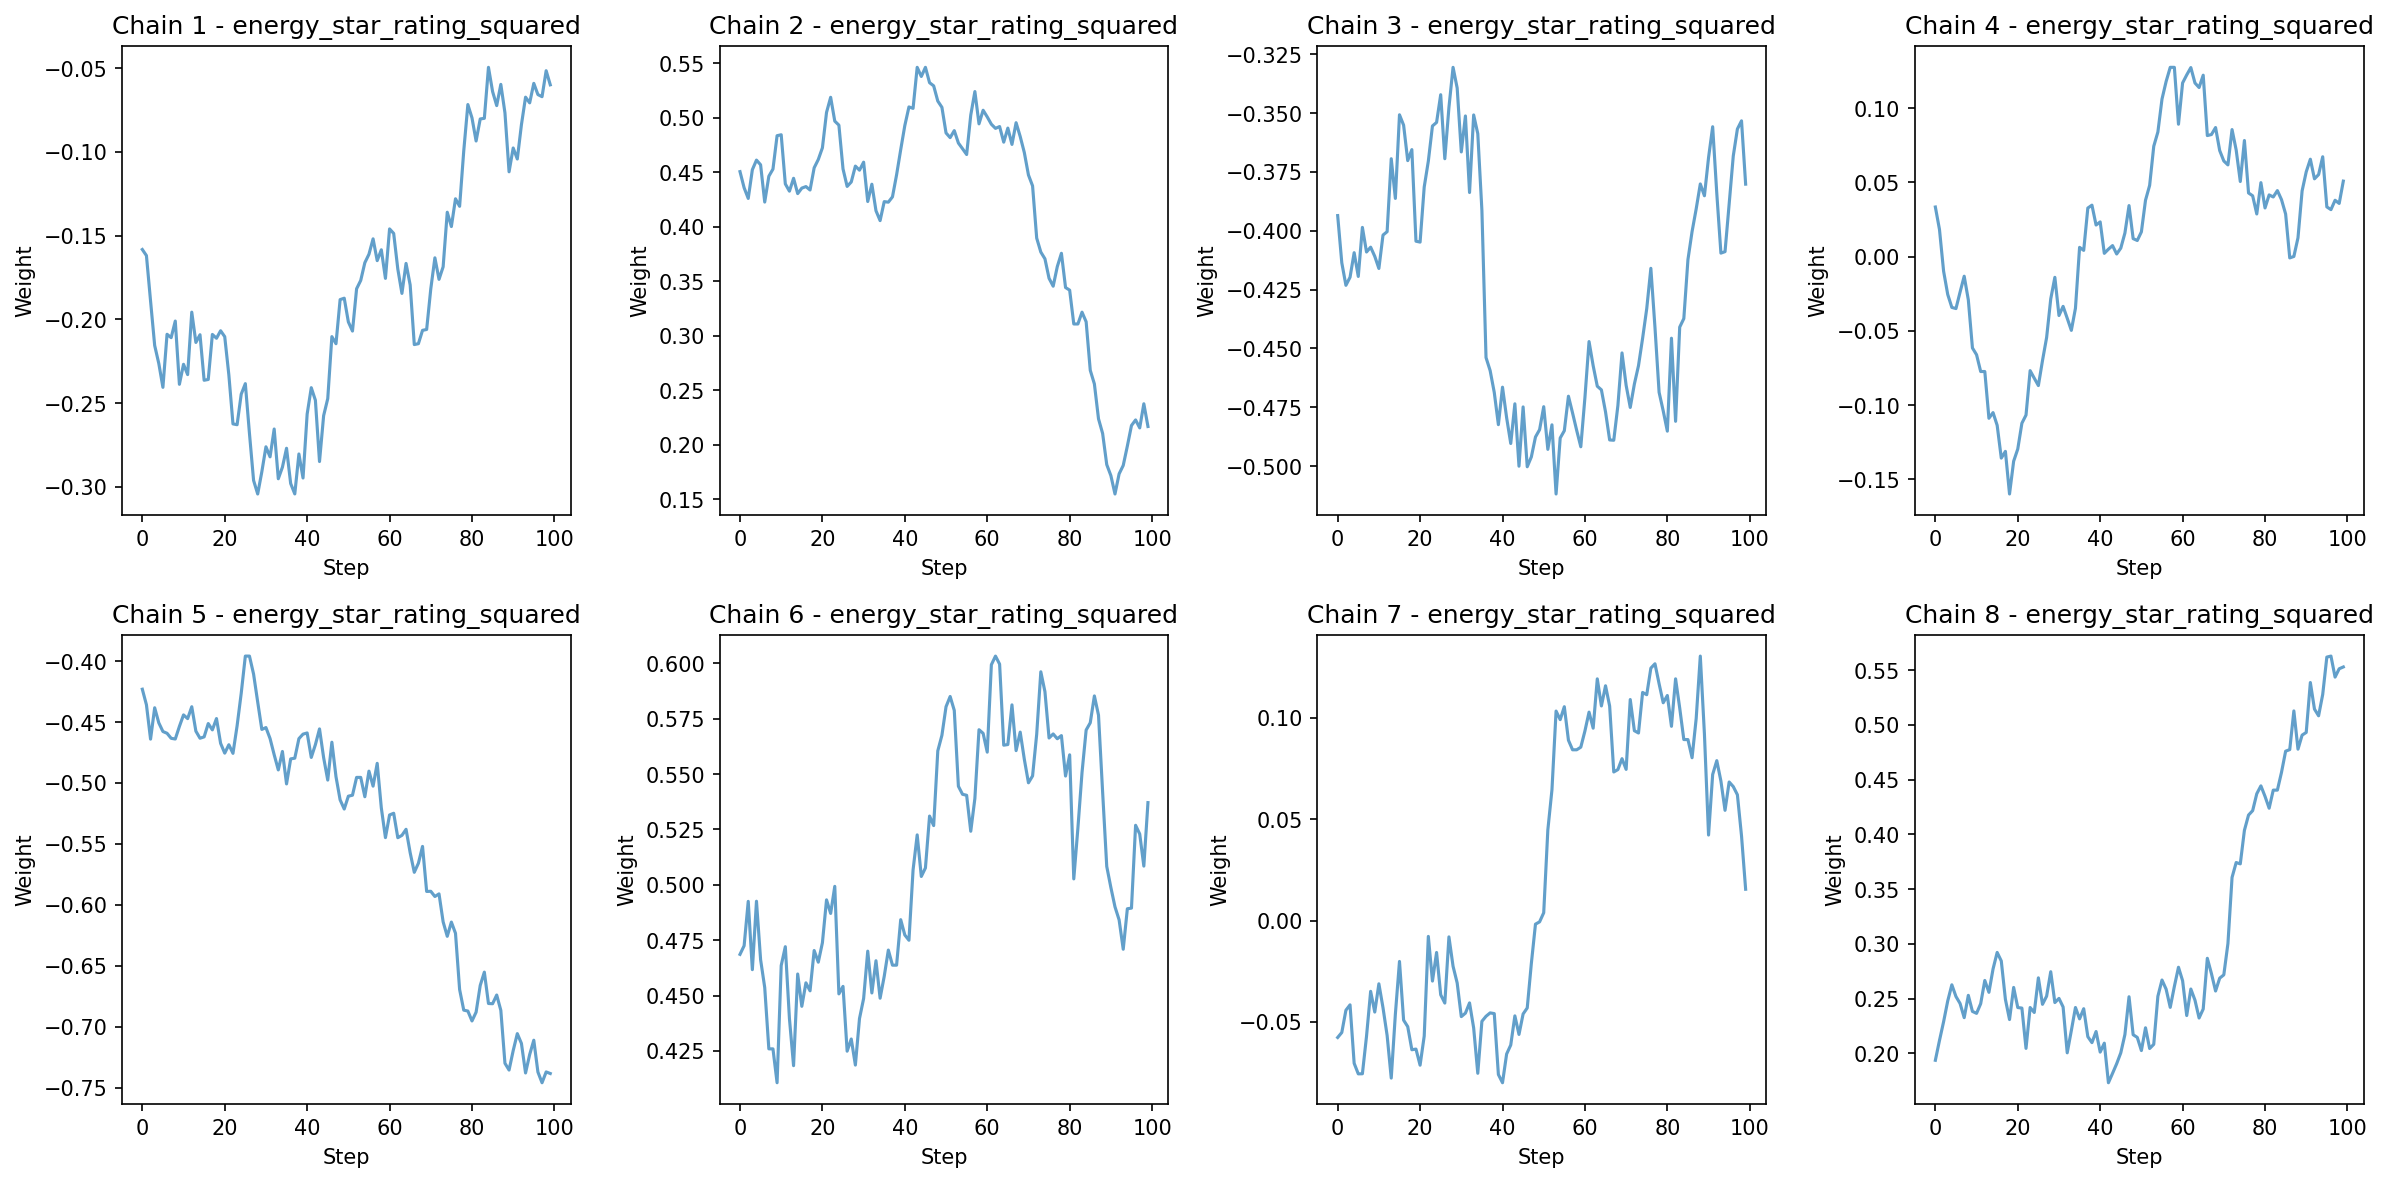 Chain 1 - energy_star_rating_squared
−0.05
−0.10
−0.15
−0.20
−0.25
−0.30
Weight
0 20 40 60 80 100
Step
Chain 2 - energy_star_rating_squared
0.55
0.50
0.45
0.40
0.35
0.30
0.25
0.20
0.15
Weight
0 20 40 60 80 100
Step
Chain 3 - energy_star_rating_squared
−0.325
−0.350
−0.375
−0.400
−0.425
−0.450
−0.475
−0.500
Weight
0 20 40 60 80 100
Step
Chain 4 - energy_star_rating_squared
0.10
0.05
0.00
−0.05
−0.10
−0.15
Weight
0 20 40 60 80 100
Step
Chain 5 - energy_star_rating_squared
−0.40
−0.45
−0.50
−0.55
−0.60
−0.65
−0.70
−0.75
Weight
0 20 40 60 80 100
Step
Chain 6 - energy_star_rating_squared
0.600
0.575
0.550
0.525
0.500
0.475
0.450
0.425
Weight
0 20 40 60 80 100
Step
Chain 7 - energy_star_rating_squared
0.10
0.05
0.00
−0.05
Weight
0 20 40 60 80 100
Step
Chain 8 - energy_star_rating_squared
0.55
0.50
0.45
0.40
0.35
0.30
0.25
0.20
Weight
0 20 40 60 80 100
Step